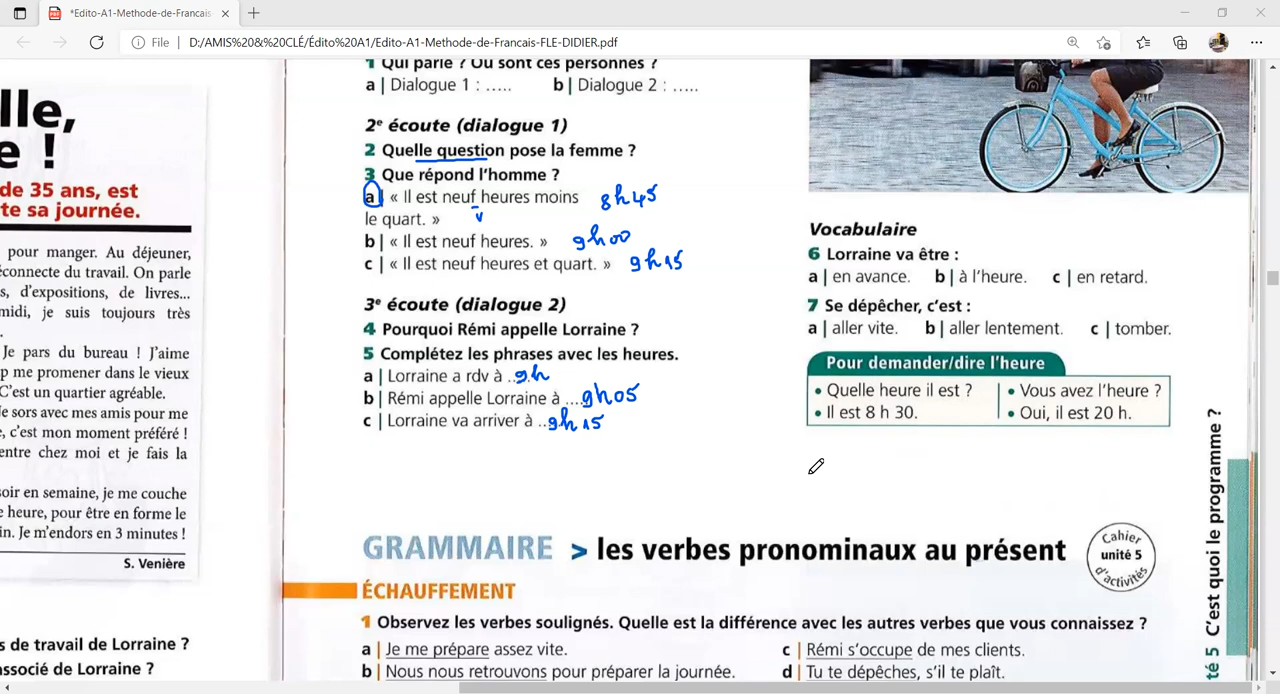 *Edito-A1-Methode-de-Francais-
File | D:/AMIS%20&%20CLÉ/Édito%20A1/Edito-A1-Methode-de-Francais-FLE-DIDIER.pdf
lle,
e !
de 35 ans, est
te sa journée.
pour manger. Au déjeuner,
éconnecte du travail. On parle
s, d'expositions, de livres...
midi, je suis toujours très
.
Je pars du bureau ! J'aime
p me promener dans le vieux
C'est un quartier agréable.
e sors avec mes amis pour me
e, c'est mon moment préféré !
entre chez moi et je fais la
oir en semaine, je me couche
e heure, pour être en forme le
in. Je m'endors en 3 minutes !
S. Venière
s de travail de Lorraine ?
associé de Lorraine ?
1 Qui parle ? Où sont ces personnes ?
a | Dialogue 1 : ..... b | Dialogue 2 : .....
2e écoute (dialogue 1)
2 Quelle question pose la femme ?
3 Que répond l'homme ?
a | « Il est neuf heures moins 8h45
le quart. » v
b | « Il est neuf heures. » 9h00
c | « Il est neuf heures et quart. » 9h15
3e écoute (dialogue 2)
4 Pourquoi Rémi appelle Lorraine ?
5 Complétez les phrases avec les heures.
a | Lorraine a rdv à ..9h
b | Rémi appelle Lorraine à ....9h05
c | Lorraine va arriver à ..9h15
Vocabulaire
6 Lorraine va être :
a | en avance. b | à l'heure. c | en retard.
7 Se dépêcher, c'est :
a | aller vite. b | aller lentement. c | tomber.
Pour demander/dire l'heure
• Quelle heure il est ? • Vous avez l'heure ?
• Il est 8 h 30. • Oui, il est 20 h.
té 5 C'est quoi le programme ?
GRAMMAIRE > les verbes pronominaux au présent
Cahier
unité 5
d'activités
ÉCHAUFFEMENT
1 Observez les verbes soulignés. Quelle est la différence avec les autres verbes que vous connaissez ?
a | Je me prépare assez vite. c | Rémi s'occupe de mes clients.
b | Nous nous retrouvons pour préparer la journée. d | Tu te dépêches, s'il te plaît.